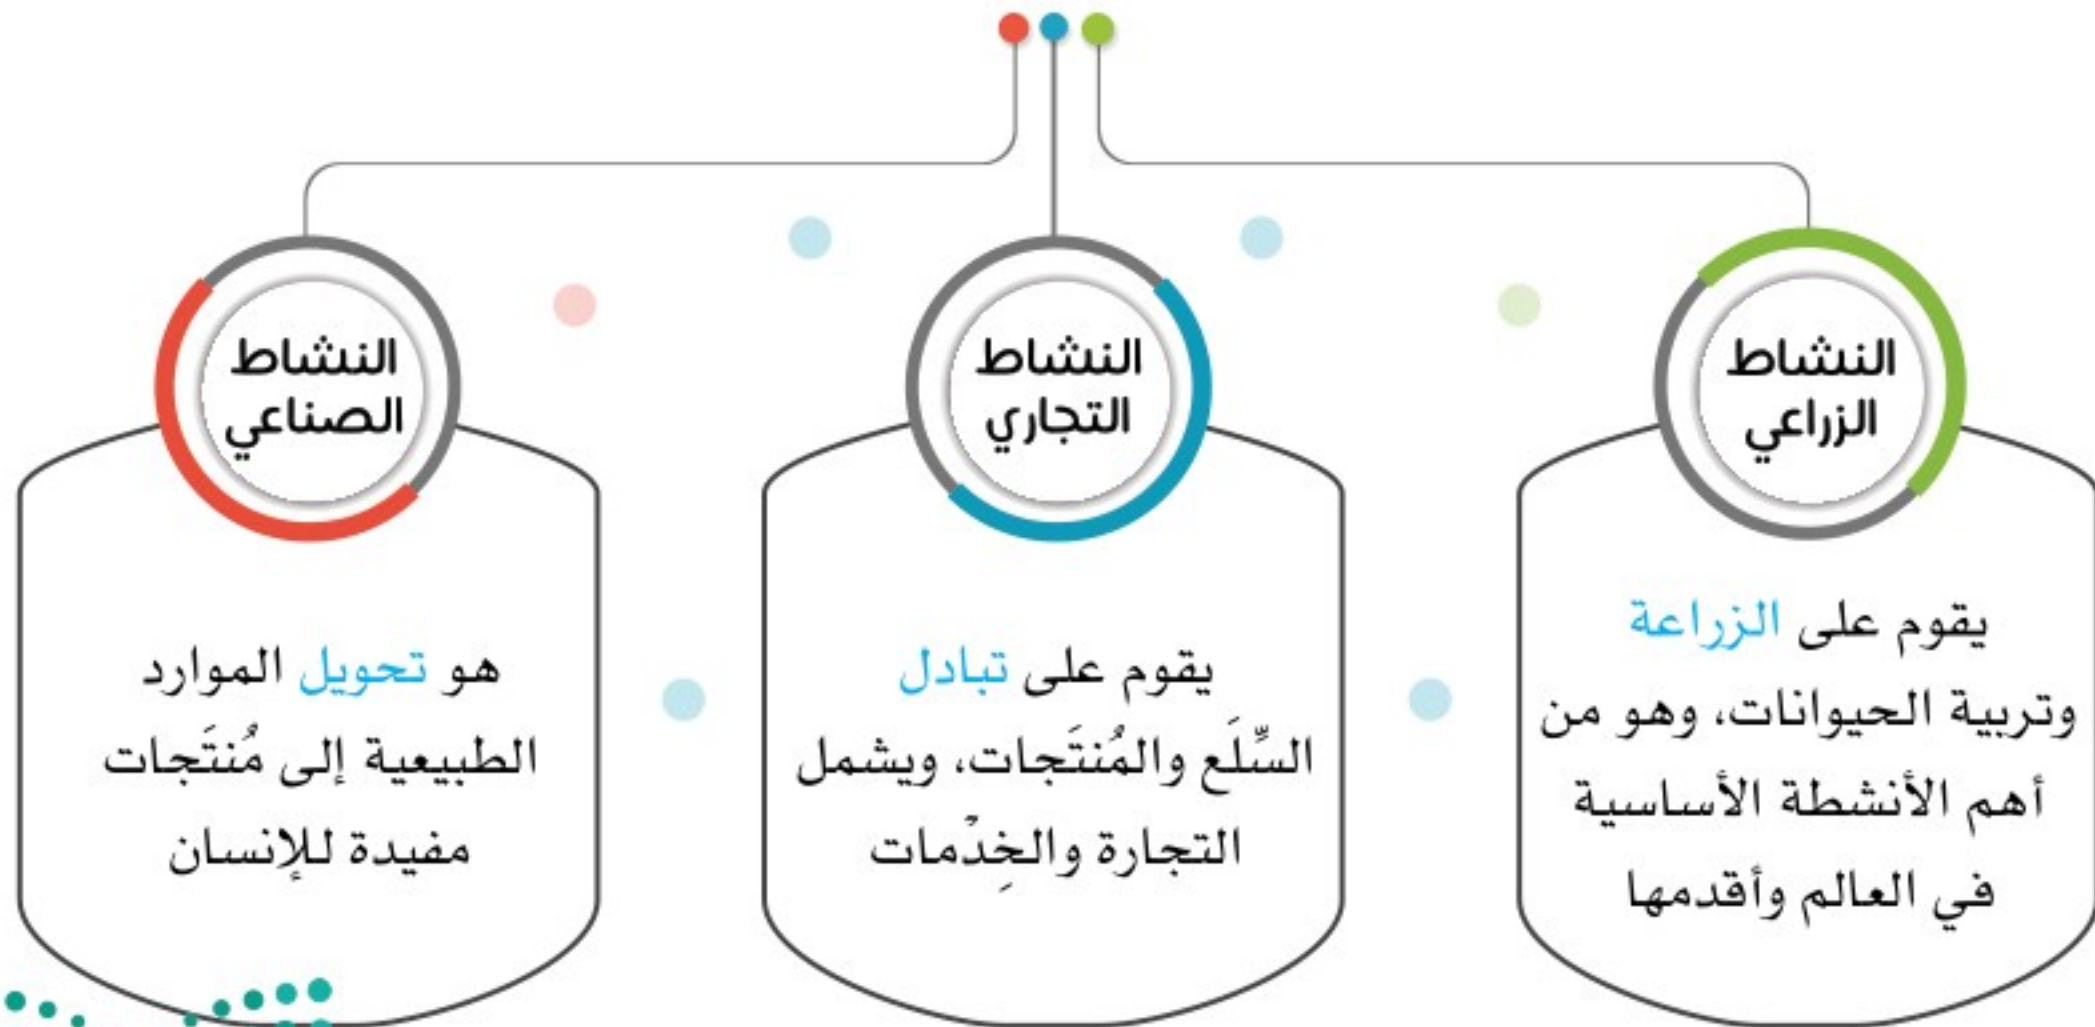 النشاط
الزراعي
يقوم على الزراعة
وتربية الحيوانات، وهو من
أهم الأنشطة الأساسية
في العالم وأقدمها
النشاط
التجاري
يقوم على تبادل
السِّلَع والمُنتَجات، ويشمل
التجارة والخِدْمات
النشاط
الصناعي
هو تحويل الموارد
الطبيعية إلى مُنتَجات
مفيدة للإنسان